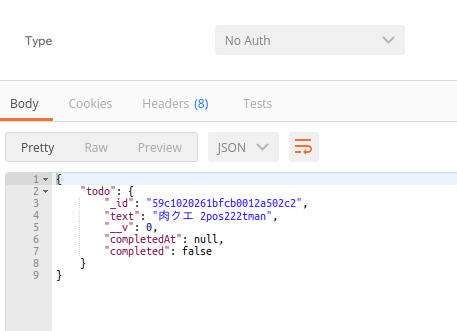 Type No Auth
Body Cookies Headers (8) Tests
Pretty Raw Preview JSON
1 {
2 "todo": {
3 "_id": "59c1020261bfcb0012a502c2",
4 "text": "肉クエ 2pos222tman",
5 "__v": 0,
6 "completedAt": null,
7 "completed": false
8 }
9 }